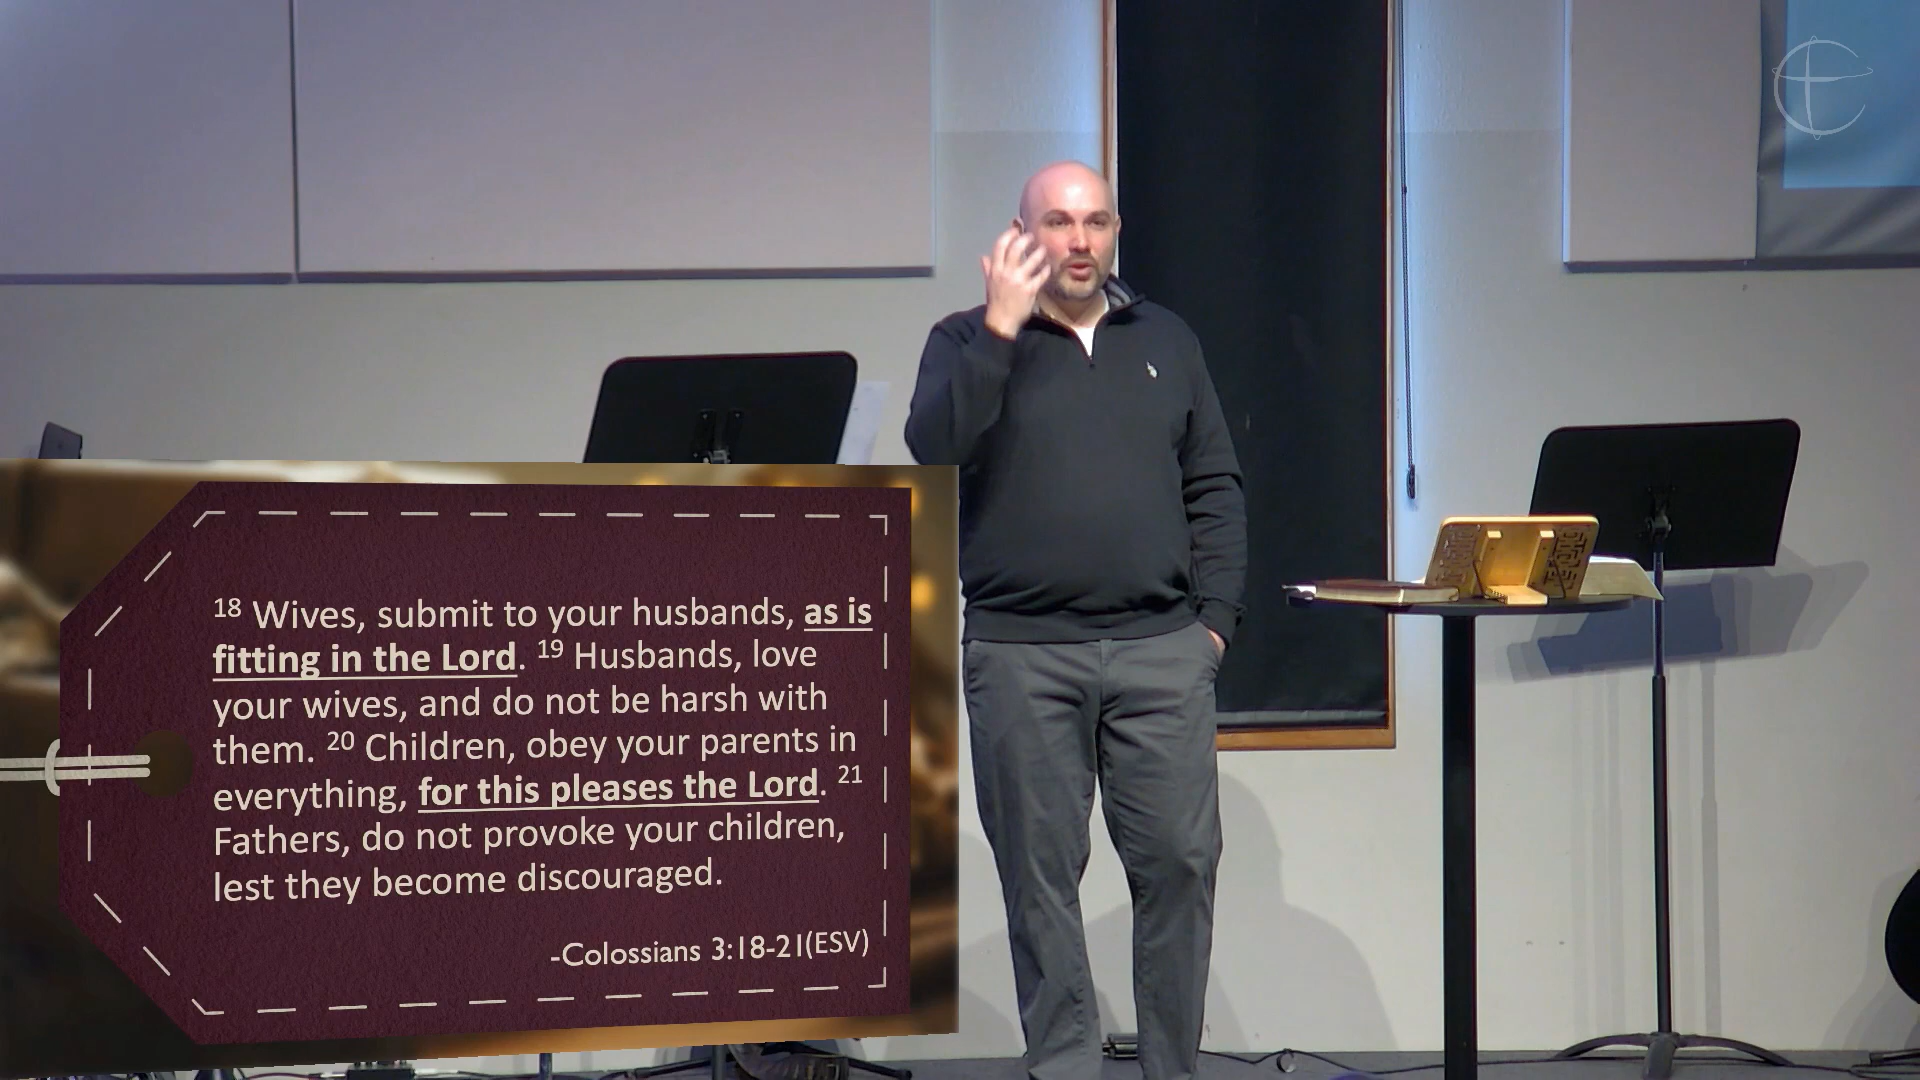 18 Wives, submit to your husbands, as is
fitting in the Lord. 19 Husbands, love
your wives, and do not be harsh with
them. 20 Children, obey your parents in
everything, for this pleases the Lord. 21
Fathers, do not provoke your children,
lest they become discouraged.
-Colossians 3:18-21(ESV)